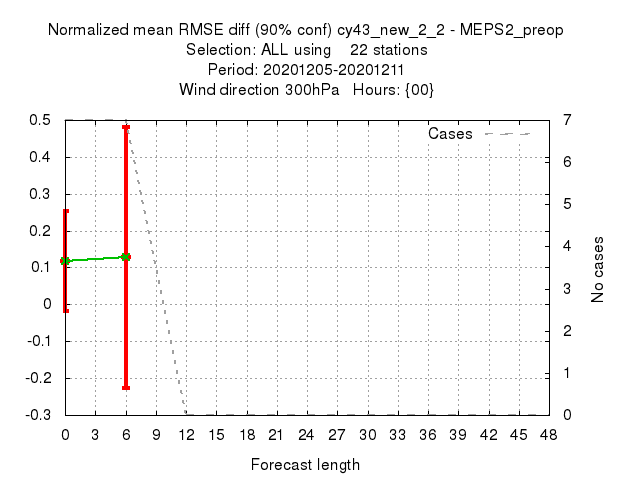 Normalized mean RMSE diff (90% conf) cy43_new_2_2 - MEPS2_preop
Selection: ALL using    22 stations
Period: 20201205-20201211
Wind direction 300hPa   Hours: {00}
Cases
0.5
0.4
0.3
0.2
0.1
0
-0.1
-0.2
-0.3
7
6
5
4
3
2
1
0
No cases
0 3 6 9 12 15 18 21 24 27 30 33 36 39 42 45 48
Forecast length